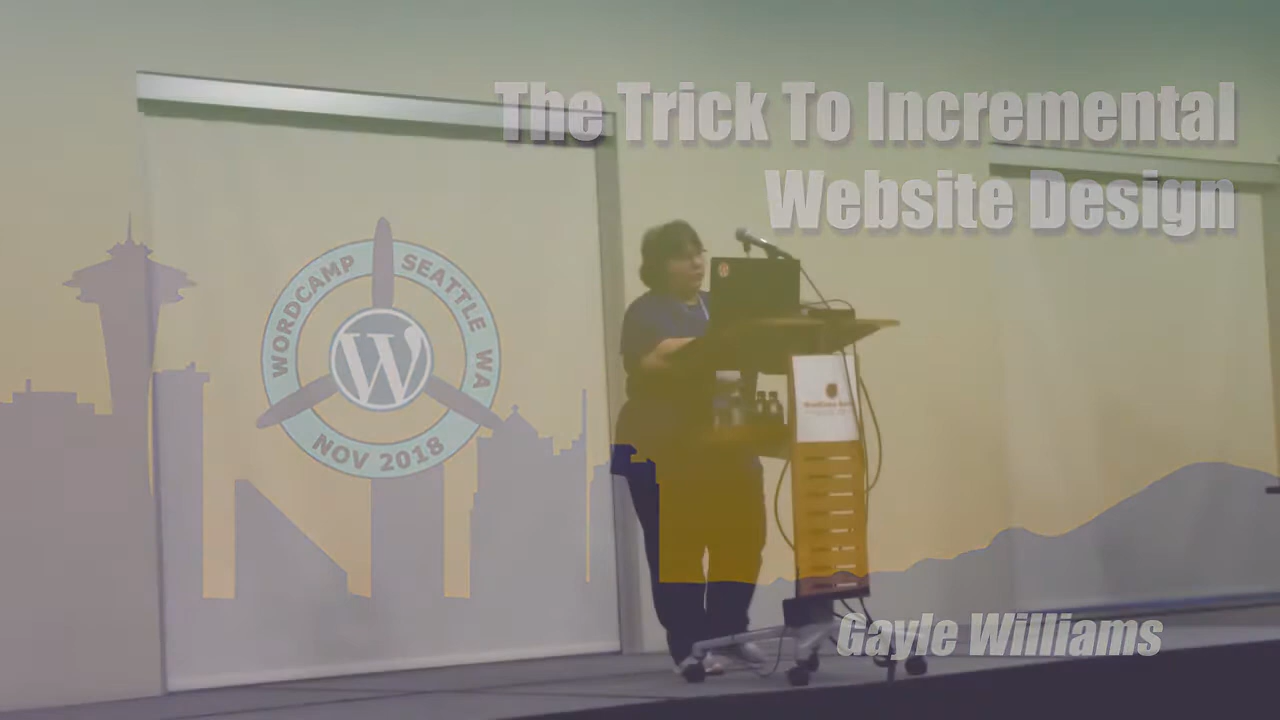 The Trick To Incremental
Website Design
WORDCAMP SEATTLE WA
NOV 2018
W
Gayle Williams